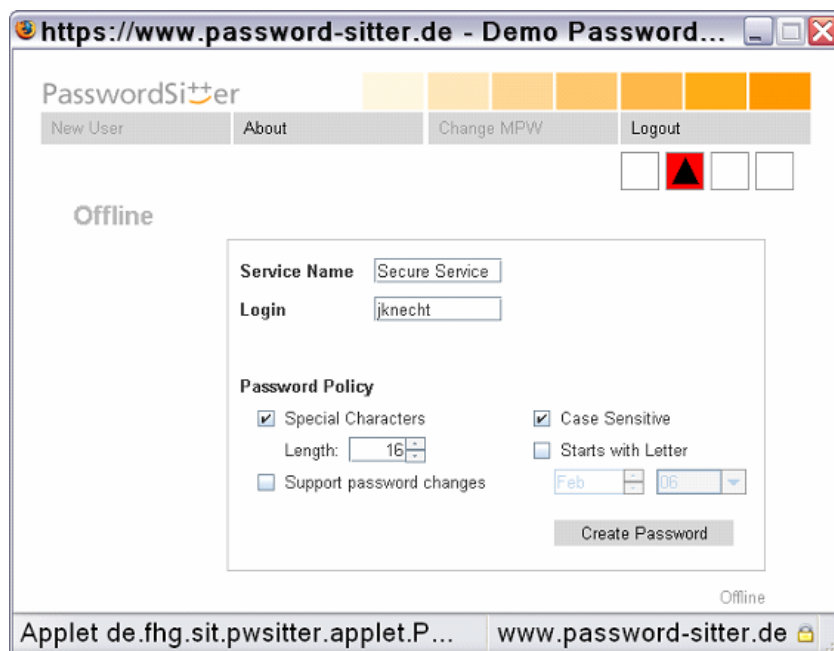 https://www.password-sitter.de - Demo Password...
PasswordSitter
New User About Change MPW Logout
Offline
Service Name Secure Service
Login jknecht
Password Policy
Special Characters Case Sensitive
Length: 16 Starts with Letter
Support password changes Feb 06
Create Password
Offline
Applet de.fhg.sit.pwsitter.applet.P... www.password-sitter.de